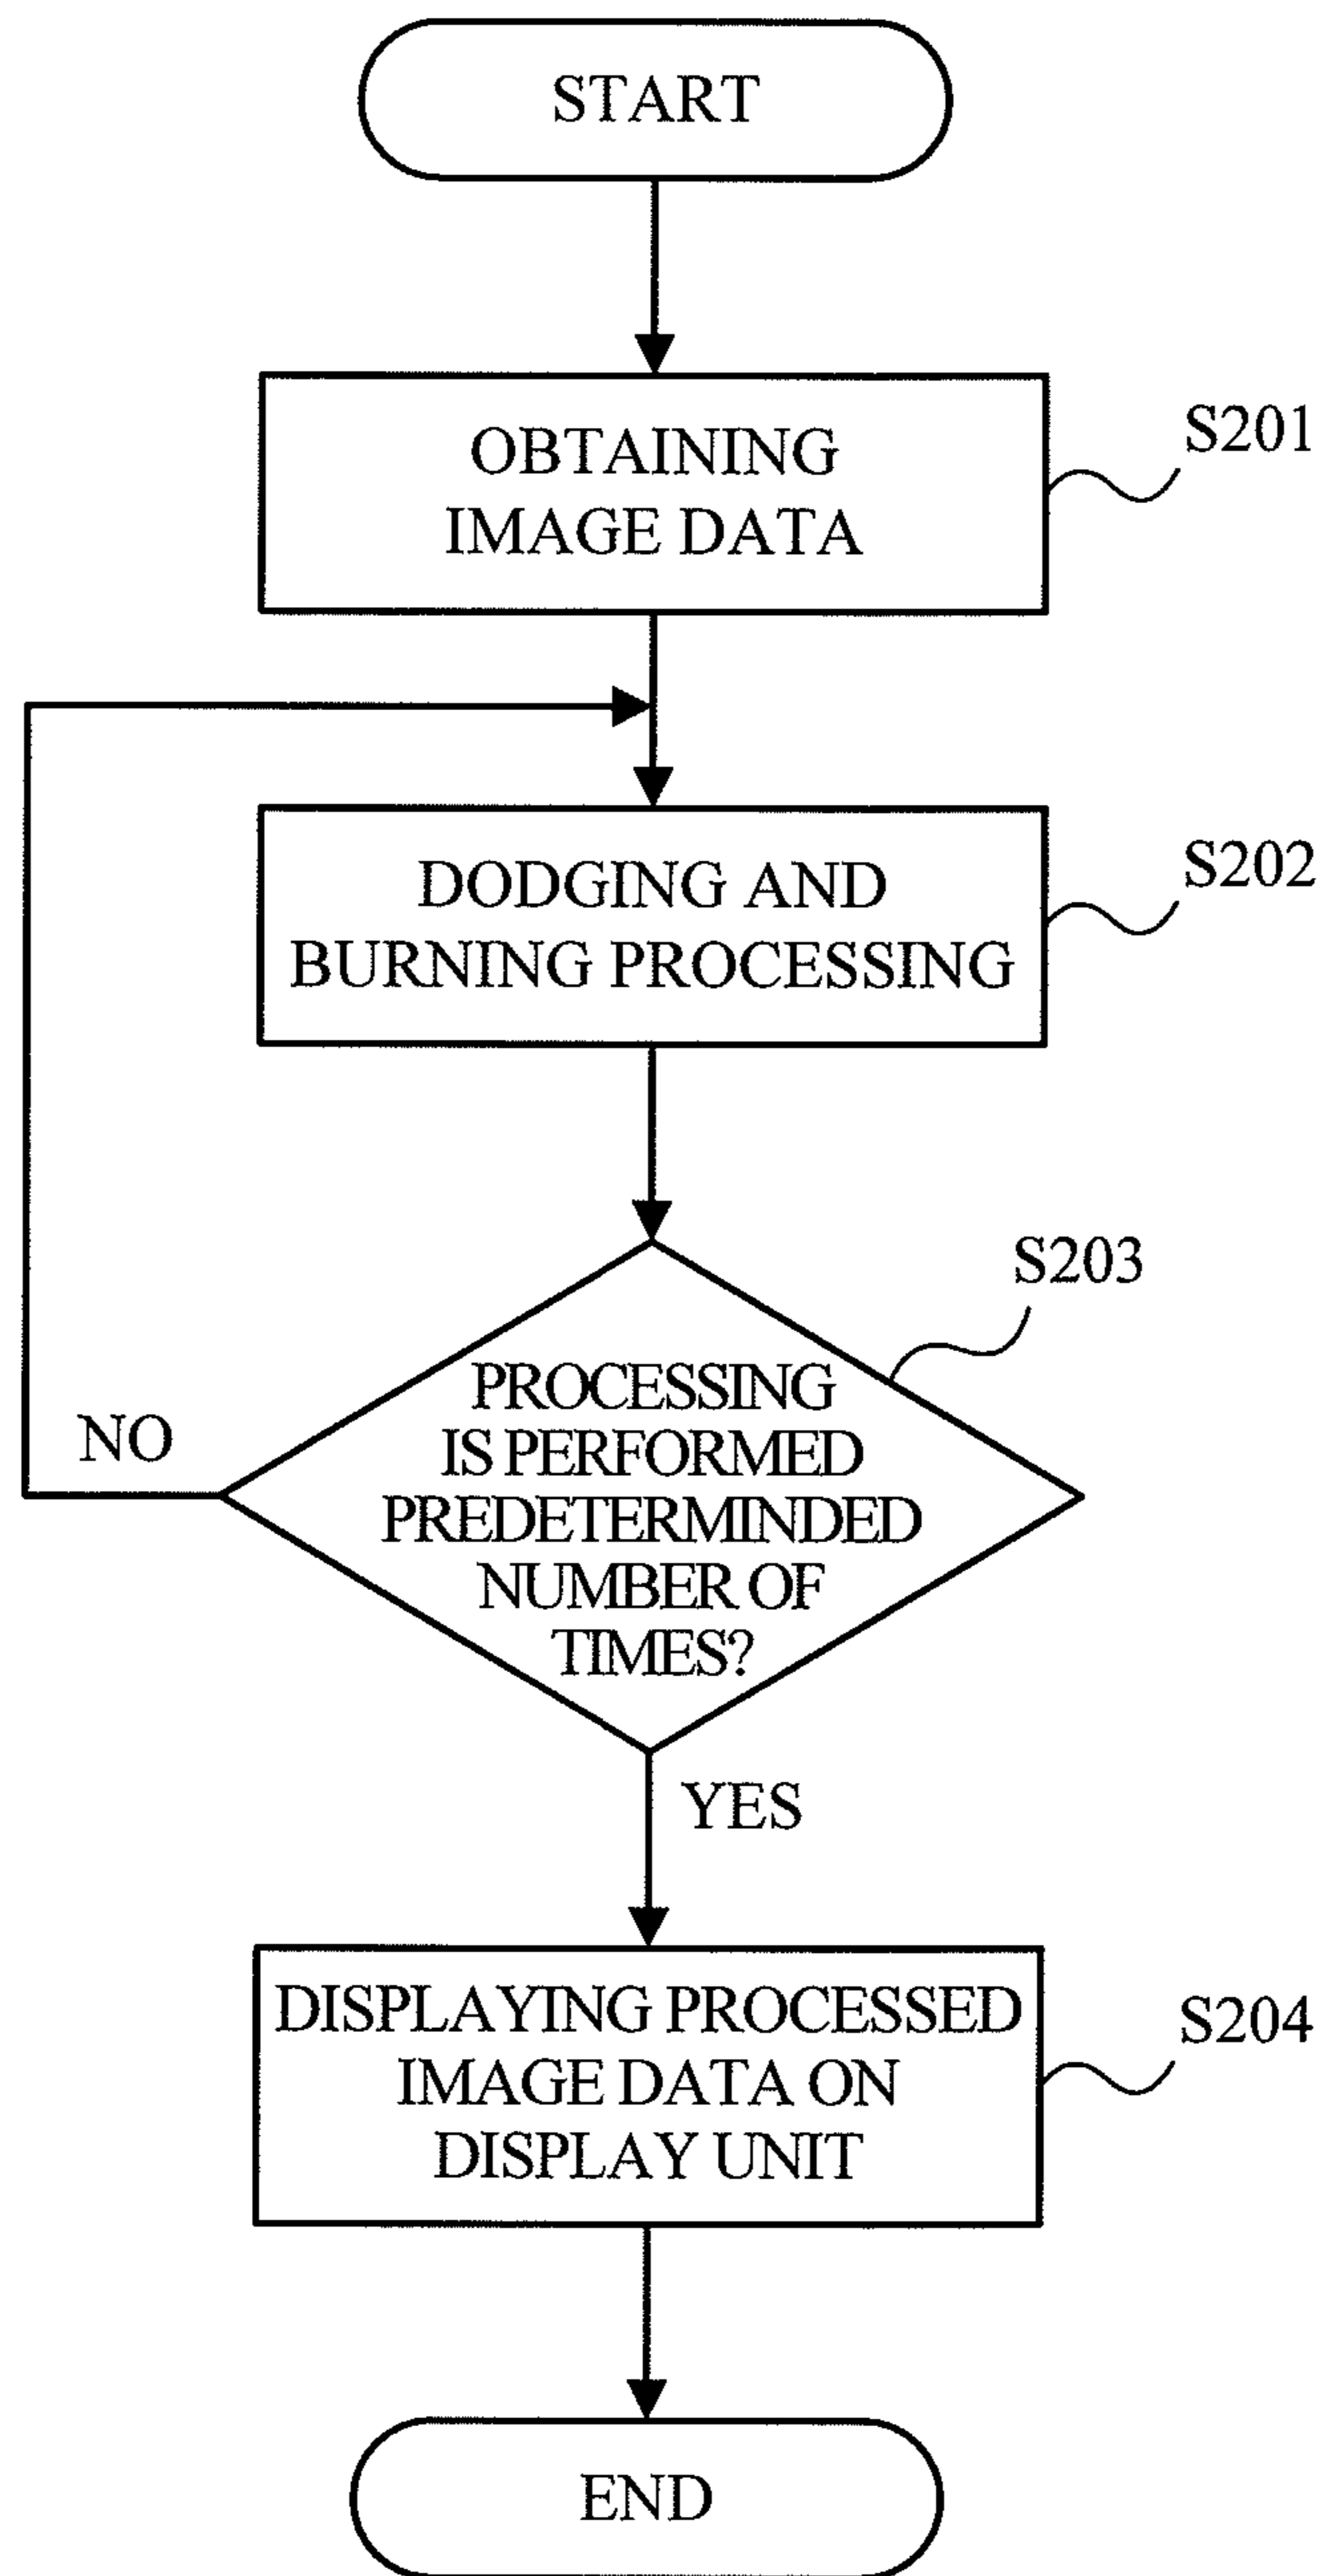 START
OBTAINING
IMAGE DATA
S201
DODGING AND
BURNING PROCESSING
S202
S203
PROCESSING
IS PERFORMED
PREDETERMINDED
NUMBER OF
TIMES?
NO
YES
DISPLAYING PROCESSED
IMAGE DATA ON
DISPLAY UNIT
S204
END